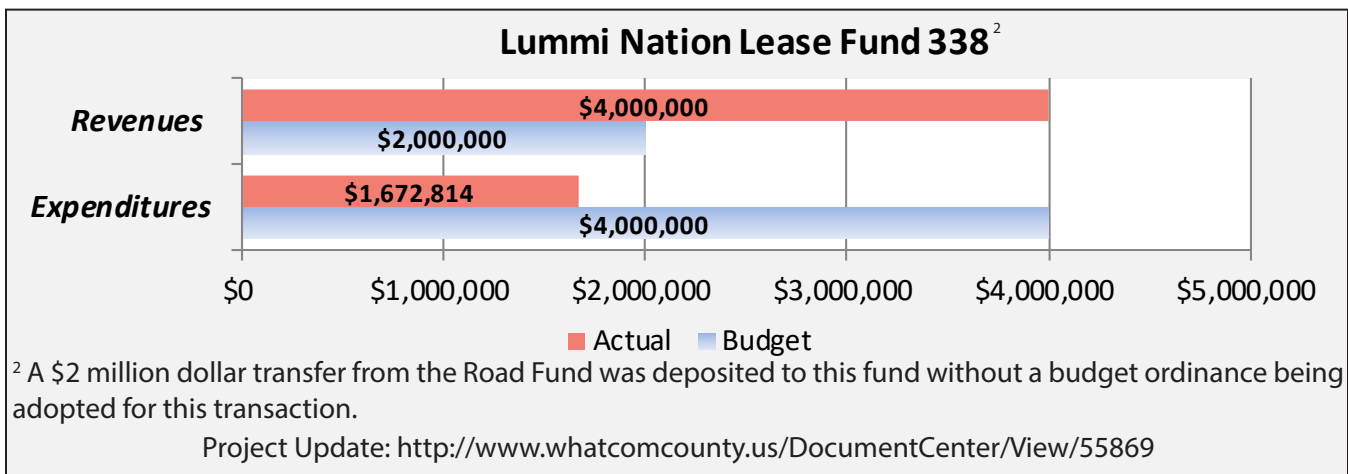 Lummi Nation Lease Fund 338 2
Revenues
$4,000,000
$2,000,000
Expenditures
$1,672,814
$4,000,000
$0 $1,000,000 $2,000,000 $3,000,000 $4,000,000 $5,000,000
Actual Budget
2 A $2 million dollar transfer from the Road Fund was deposited to this fund without a budget ordinance being
adopted for this transaction.
Project Update: http://www.whatcomcounty.us/DocumentCenter/View/55869